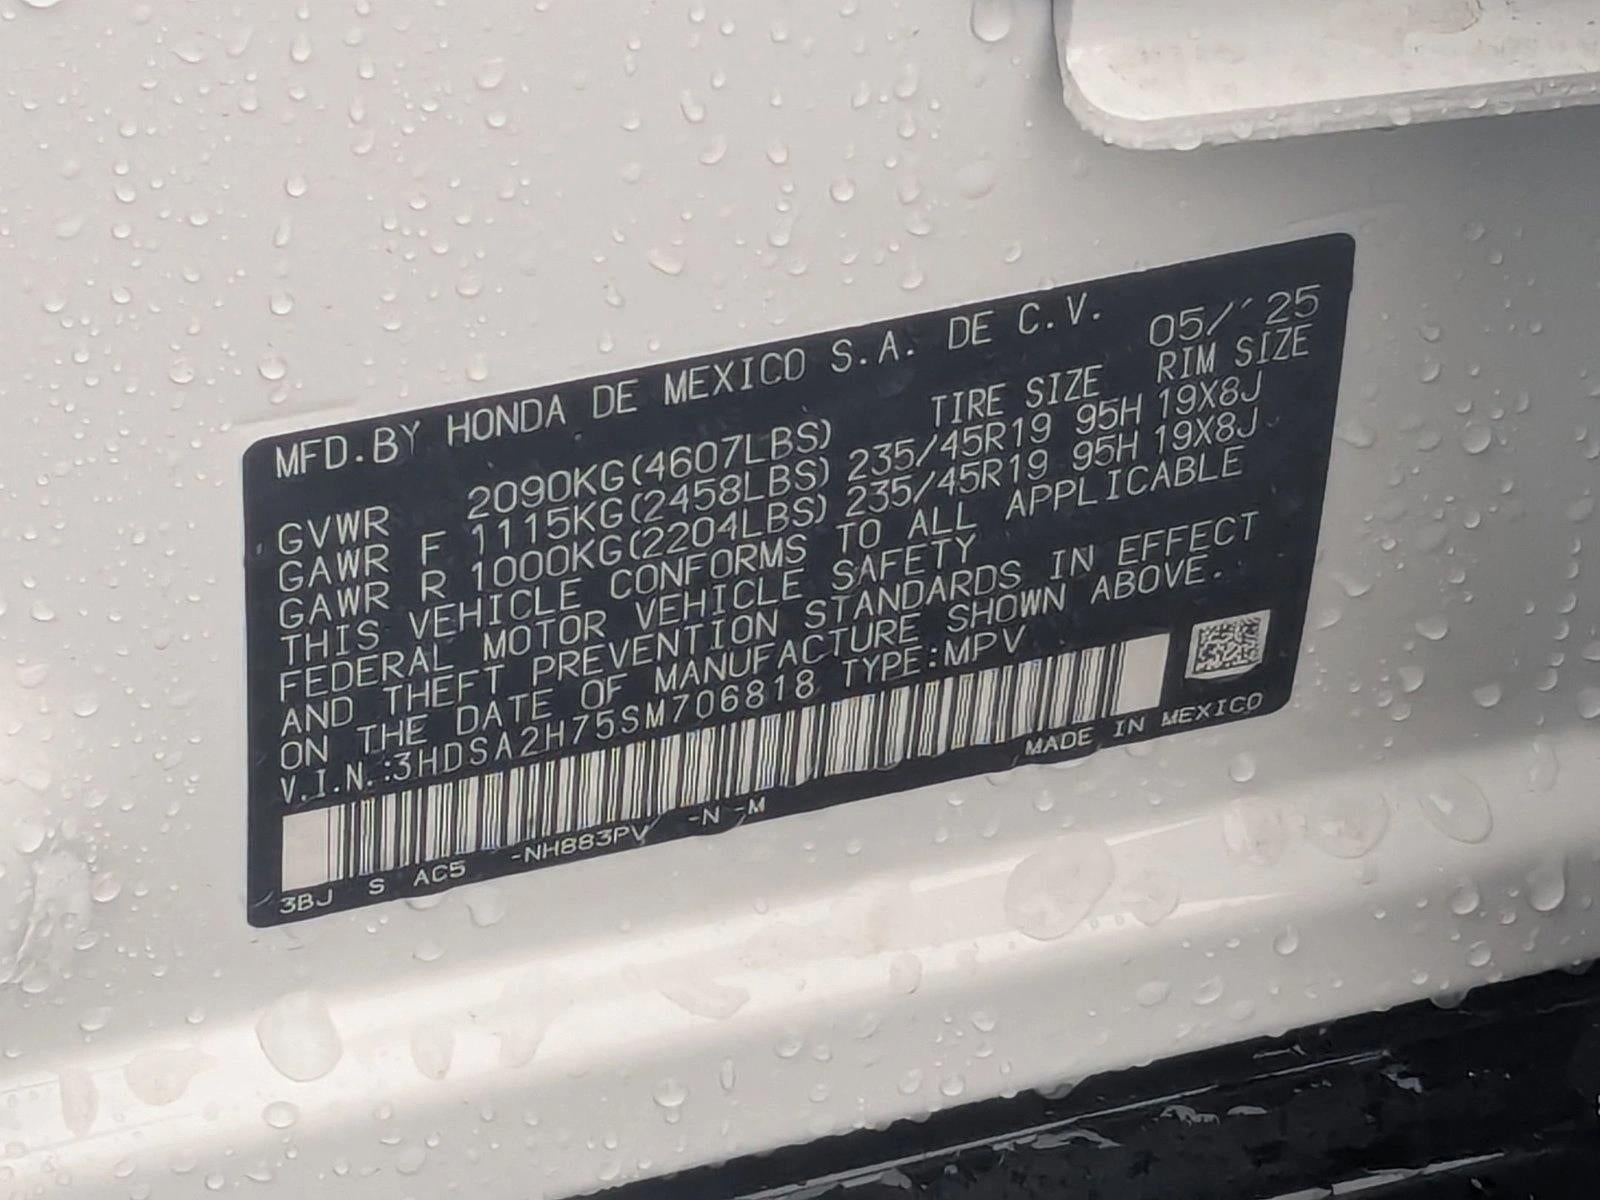 MFD.BY HONDA DE MEXICO S.A. DE C.V. 05/'25
TIRE SIZE RIM SIZE
GVWR 2090KG(4607LBS)
GAWR F 1115KG(2458LBS) 235/45R19 95H 19X8J
GAWR R 1000KG(2204LBS) 235/45R19 95H 19X8J
THIS VEHICLE CONFORMS TO ALL APPLICABLE
FEDERAL MOTOR VEHICLE SAFETY
AND THEFT PREVENTION STANDARDS IN EFFECT
ON THE DATE OF MANUFACTURE SHOWN ABOVE.
V.I.N.:3HDSA2H75SM706818 TYPE:MPV
MADE IN MEXICO
3BJ S AC5 -NH883PV -N -M